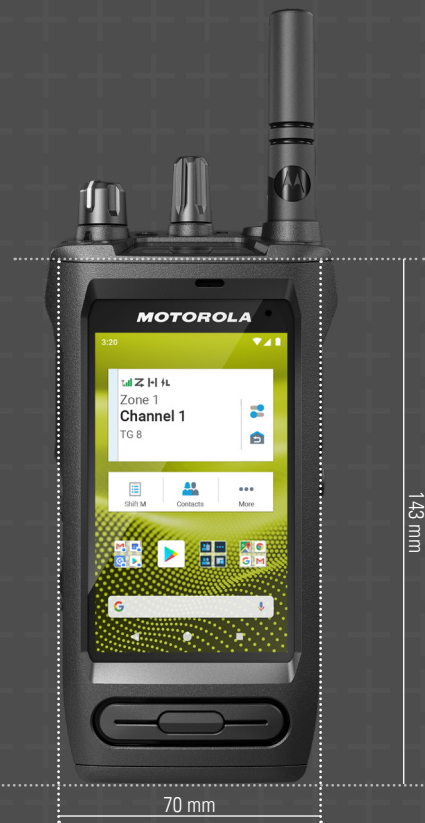 MOTOROLA
3:20
Zone 1
Channel 1
TG 8
Shift M
Contacts
More
143 mm
70 mm